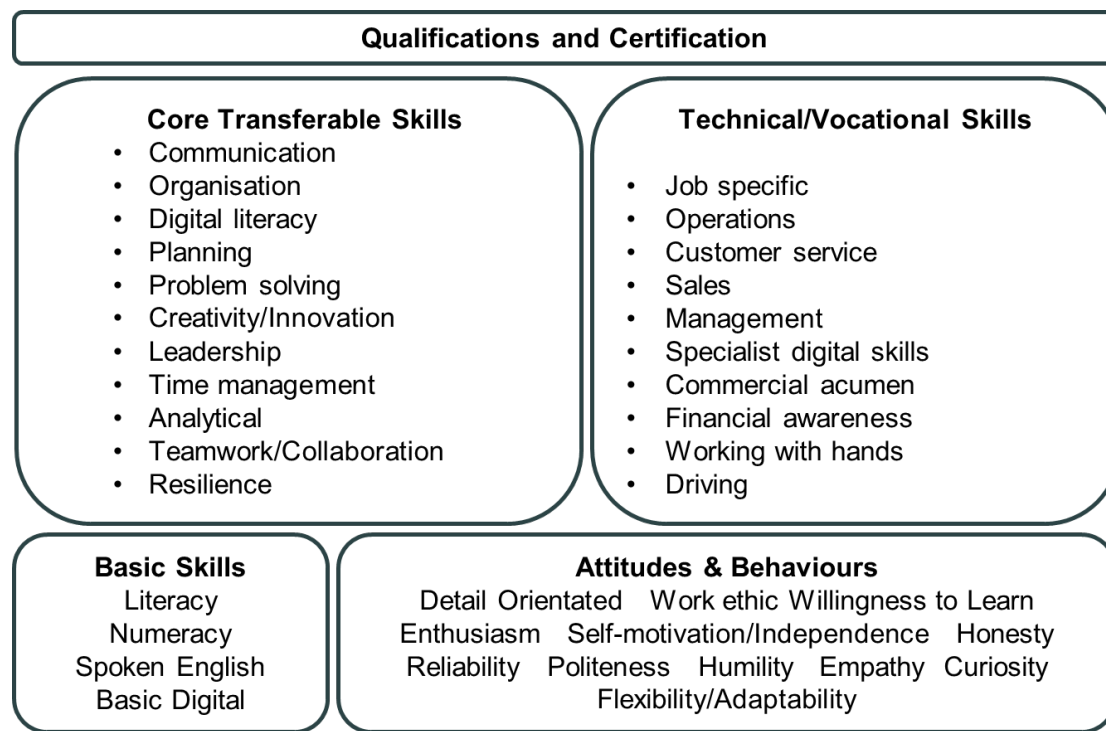 Qualifications and Certification
Core Transferable Skills
• Communication
• Organisation
• Digital literacy
• Planning
• Problem solving
• Creativity/Innovation
• Leadership
• Time management
• Analytical
• Teamwork/Collaboration
• Resilience
Technical/Vocational Skills
• Job specific
• Operations
• Customer service
• Sales
• Management
• Specialist digital skills
• Commercial acumen
• Financial awareness
• Working with hands
• Driving
Basic Skills
Literacy
Numeracy
Spoken English
Basic Digital
Attitudes & Behaviours
Detail Orientated Work ethic Willingness to Learn
Enthusiasm Self-motivation/Independence Honesty
Reliability Politeness Humility Empathy Curiosity
Flexibility/Adaptability